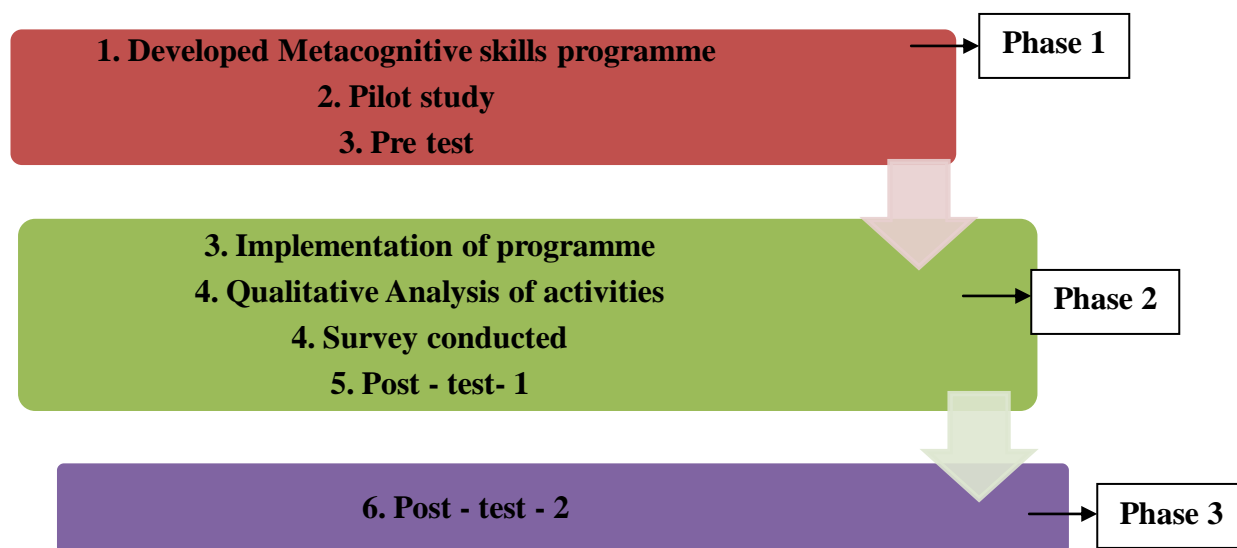 1. Developed Metacognitive skills programme
Phase 1
2. Pilot study
3. Pre test
3. Implementation of programme
4. Qualitative Analysis of activities
Phase 2
4. Survey conducted
5. Post - test- 1
6. Post - test - 2
Phase 3